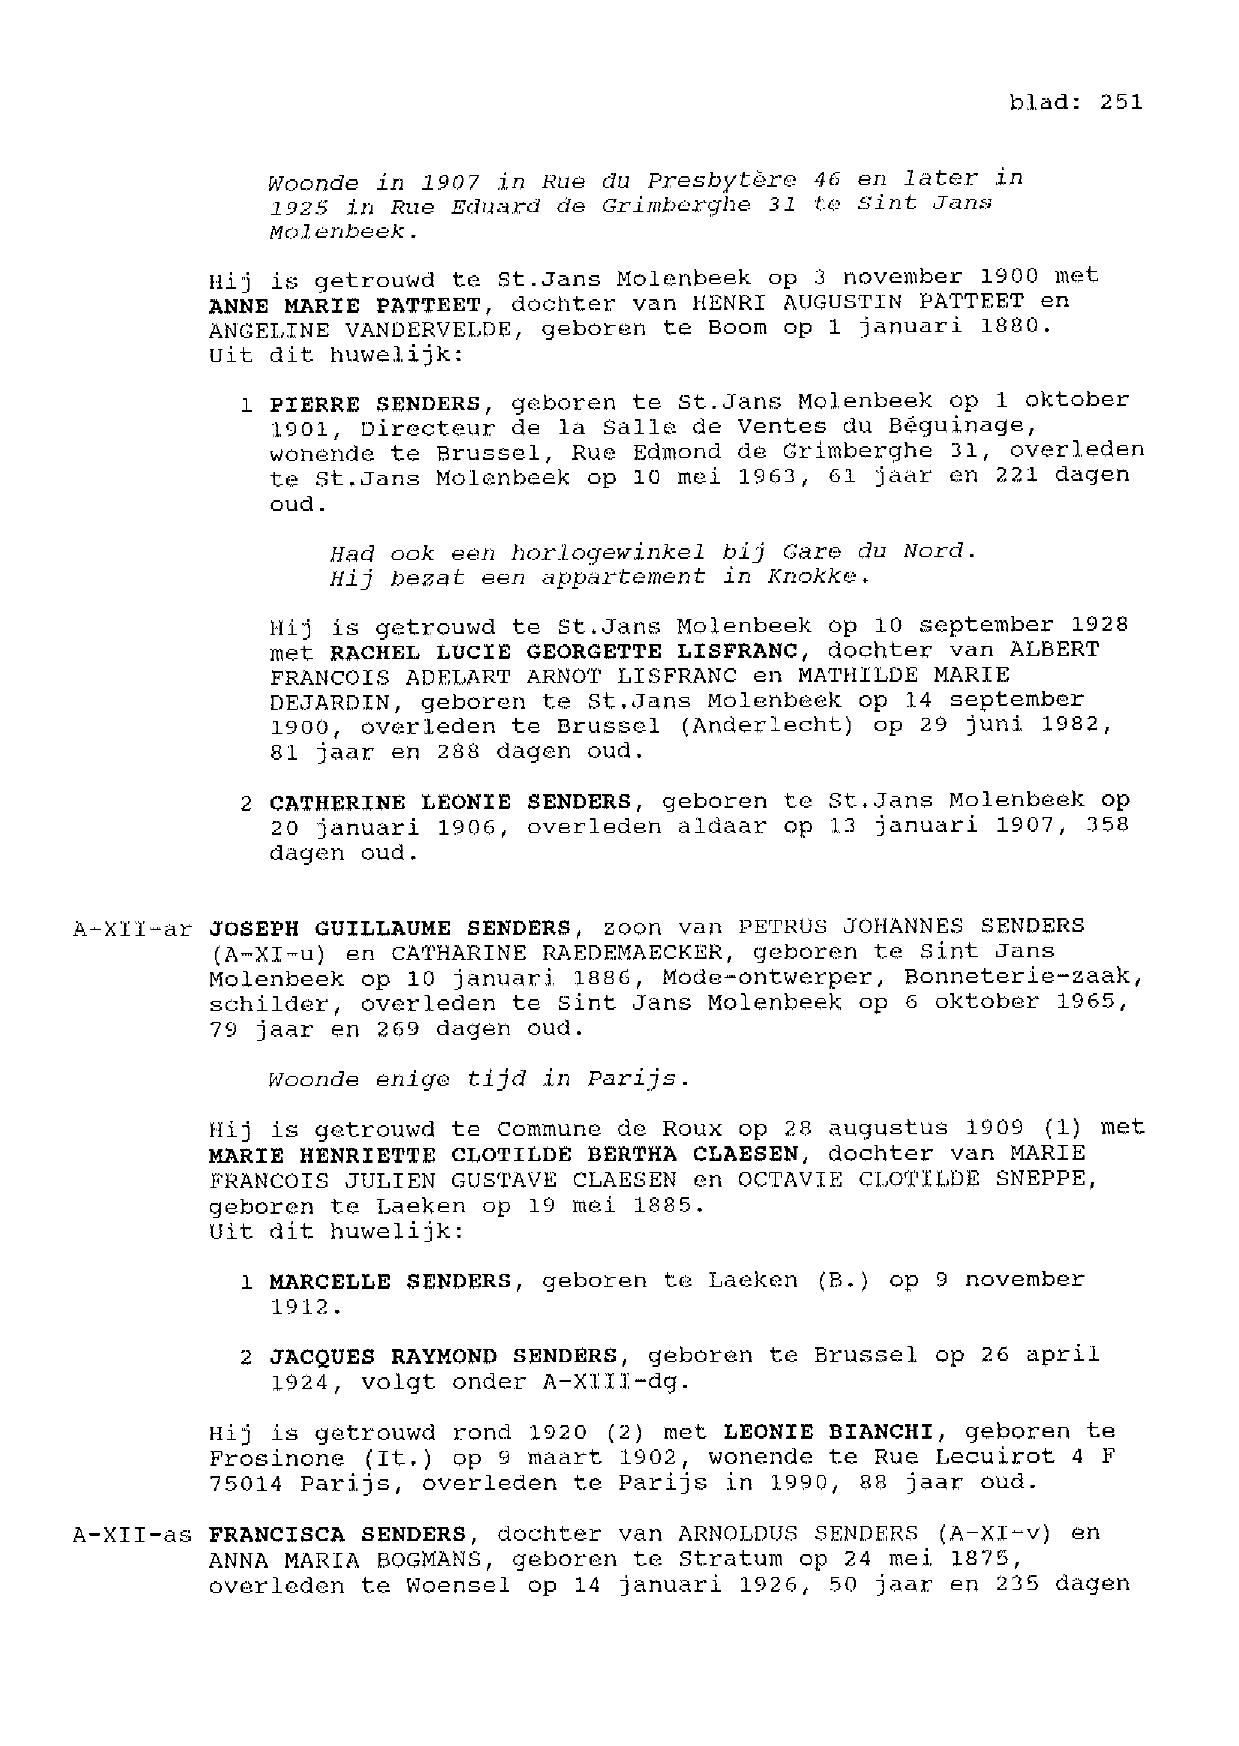 blad: 251
Woonde in 1907 in Rue du Presbytère 46 en later in
1925 in Rue Eduard de Grimberghe 31 te Sint Jans
Molenbeek.
Hij is getrouwd te St.Jans Molenbeek op 3 november 1900 met
ANNE MARIE PATTEET, dochter van HENRI AUGUSTIN PATTEET en
ANGELINE VANDERVELDE, geboren te Boom op 1 januari 1880.
Uit dit huwelijk:
1 PIERRE SENDERS, geboren te St.Jans Molenbeek op 1 oktober
1901, Directeur de la Salle de Ventes du Béguinage,
wonende te Brussel, Rue Edmond de Grimberghe 31, overleden
te St.Jans Molenbeek op 10 mei 1963, 61 jaar en 221 dagen
oud.
Had ook een horlogewinkel bij Gare du Nord.
Hij bezat een appartement in Knokke.
Hij is getrouwd te St.Jans Molenbeek op 10 september 1928
met RACHEL LUCIE GEORGETTE LISFRANC, dochter van ALBERT
FRANCOIS ADELART ARNOT LISFRANC en MATHILDE MARIE
DEJARDIN, geboren te St.Jans Molenbeek op 14 september
1900, overleden te Brussel (Anderlecht) op 29 juni 1982,
81 jaar en 288 dagen oud.
2 CATHERINE LEONIE SENDERS, geboren te St.Jans Molenbeek op
20 januari 1906, overleden aldaar op 13 januari 1907, 358
dagen oud.
A-XII-ar JOSEPH GUILLAUME SENDERS, zoon van PETRUS JOHANNES SENDERS
(A-XI-u) en CATHARINE RAEDEMAECKER, geboren te Sint Jans
Molenbeek op 10 januari 1886, Mode-ontwerper, Bonneterie-zaak,
schilder, overleden te Sint Jans Molenbeek op 6 oktober 1965,
79 jaar en 269 dagen oud.
Woonde enige tijd in Parijs.
Hij is getrouwd te Commune de Roux op 28 augustus 1909 (1) met
MARIE HENRIETTE CLOTILDE BERTHA CLAESEN, dochter van MARIE
FRANCOIS JULIEN GUSTAVE CLAESEN en OCTAVIE CLOTILDE SNEPPE,
geboren te Laeken op 19 mei 1885.
Uit dit huwelijk:
1 MARCELLE SENDERS, geboren te Laeken (B.) op 9 november
1912.
2 JACQUES RAYMOND SENDERS, geboren te Brussel op 26 april
1924, volgt onder A-XIII-dg.
Hij is getrouwd rond 1920 (2) met LEONIE BIANCHI, geboren te
Frosinone (It.) op 9 maart 1902, wonende te Rue Lecuirot 4 F
75014 Parijs, overleden te Parijs in 1990, 88 jaar oud.
A-XII-as FRANCISCA SENDERS, dochter van ARNOLDUS SENDERS (A-XI-v) en
ANNA MARIA BOGMANS, geboren te Stratum op 24 mei 1875,
overleden te Woensel op 14 januari 1926, 50 jaar en 235 dagen